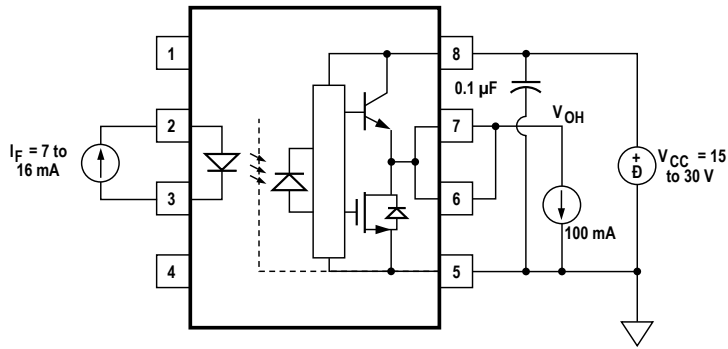 1
8
0.1 µF
2
7
V_OH
I_F = 7 to
16 mA
+
Đ
V_CC = 15
to 30 V
3
6
100 mA
4
5